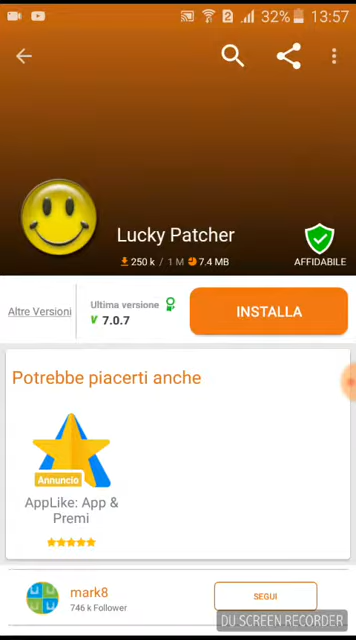 32% 13:57
Lucky Patcher
250 k / 1 M 7.4 MB
AFFIDABILE
Altre Versioni
Ultima versione
7.0.7
INSTALLA
Potrebbe piacerti anche
Annuncio
AppLike: App &
Premi
mark8
746 k Follower
SEGUI
DU SCREEN RECORDER